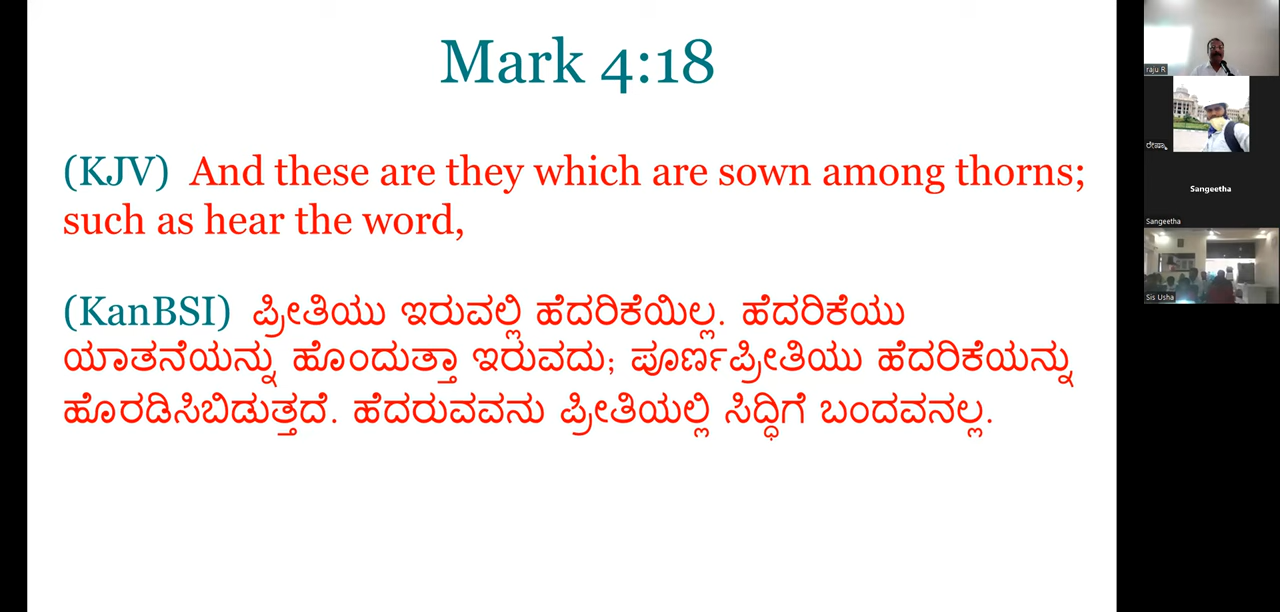 Mark 4:18
(KJV) And these are they which are sown among thorns;
such as hear the word,
(KanBSI) ಪ್ರೀತಿಯು ಇರುವಲ್ಲಿ ಹೆದರಿಕೆಯಿಲ್ಲ. ಹೆದರಿಕೆಯು
ಯಾತನೆಯನ್ನು ಹೊಂದುತ್ತಾ ಇರುವದು; ಪೂರ್ಣಪ್ರೀತಿಯು ಹೆದರಿಕೆಯನ್ನು
ಹೊರಡಿಸಿಬಿಡುತ್ತದೆ. ಹೆದರುವವನು ಪ್ರೀತಿಯಲ್ಲಿ ಸಿದ್ಧಿಗೆ ಬಂದವನಲ್ಲ.
raju R
Sangeetha
Sangeetha
Sis Usha